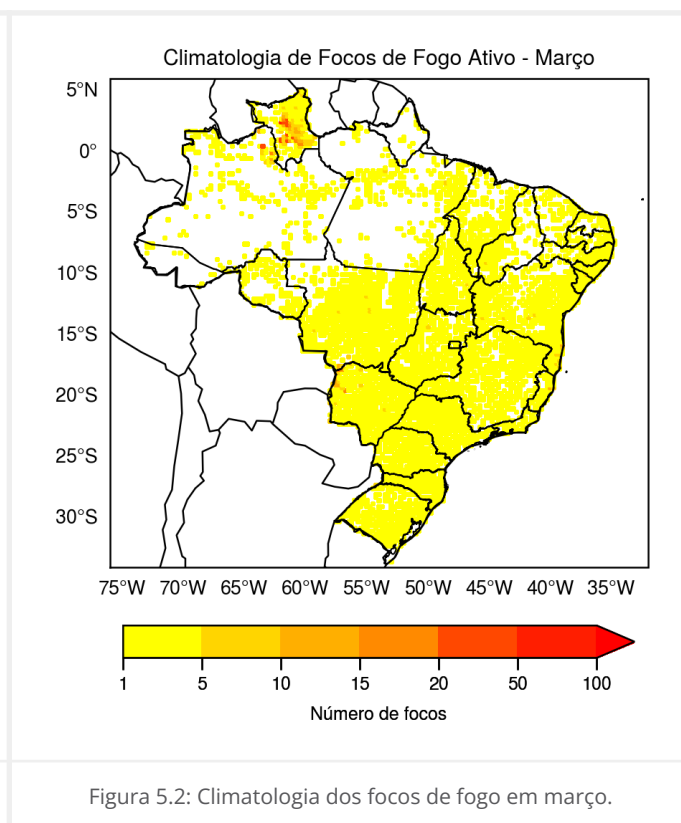 Climatologia de Focos de Fogo Ativo - Março
5°N
0°
5°S
10°S
15°S
20°S
25°S
30°S
75°W 70°W 65°W 60°W 55°W 50°W 45°W 40°W 35°W
1 5 10 15 20 50 100
Número de focos
Figura 5.2: Climatologia dos focos de fogo em março.